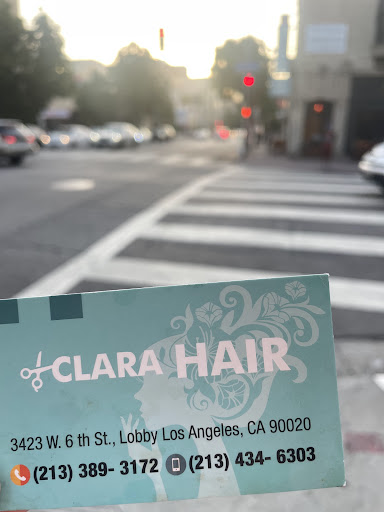 CLARA HAIR
3423 W. 6 th St., Lobby Los Angeles, CA 90020
(213) 389- 3172 (213) 434- 6303